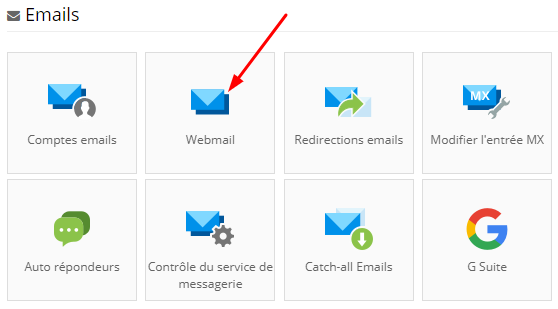 Emails
Comptes emails
Webmail
Redirections emails
MX
Modifier l'entrée MX
Auto répondeurs
Contrôle du service de
messagerie
Catch-all Emails
G Suite